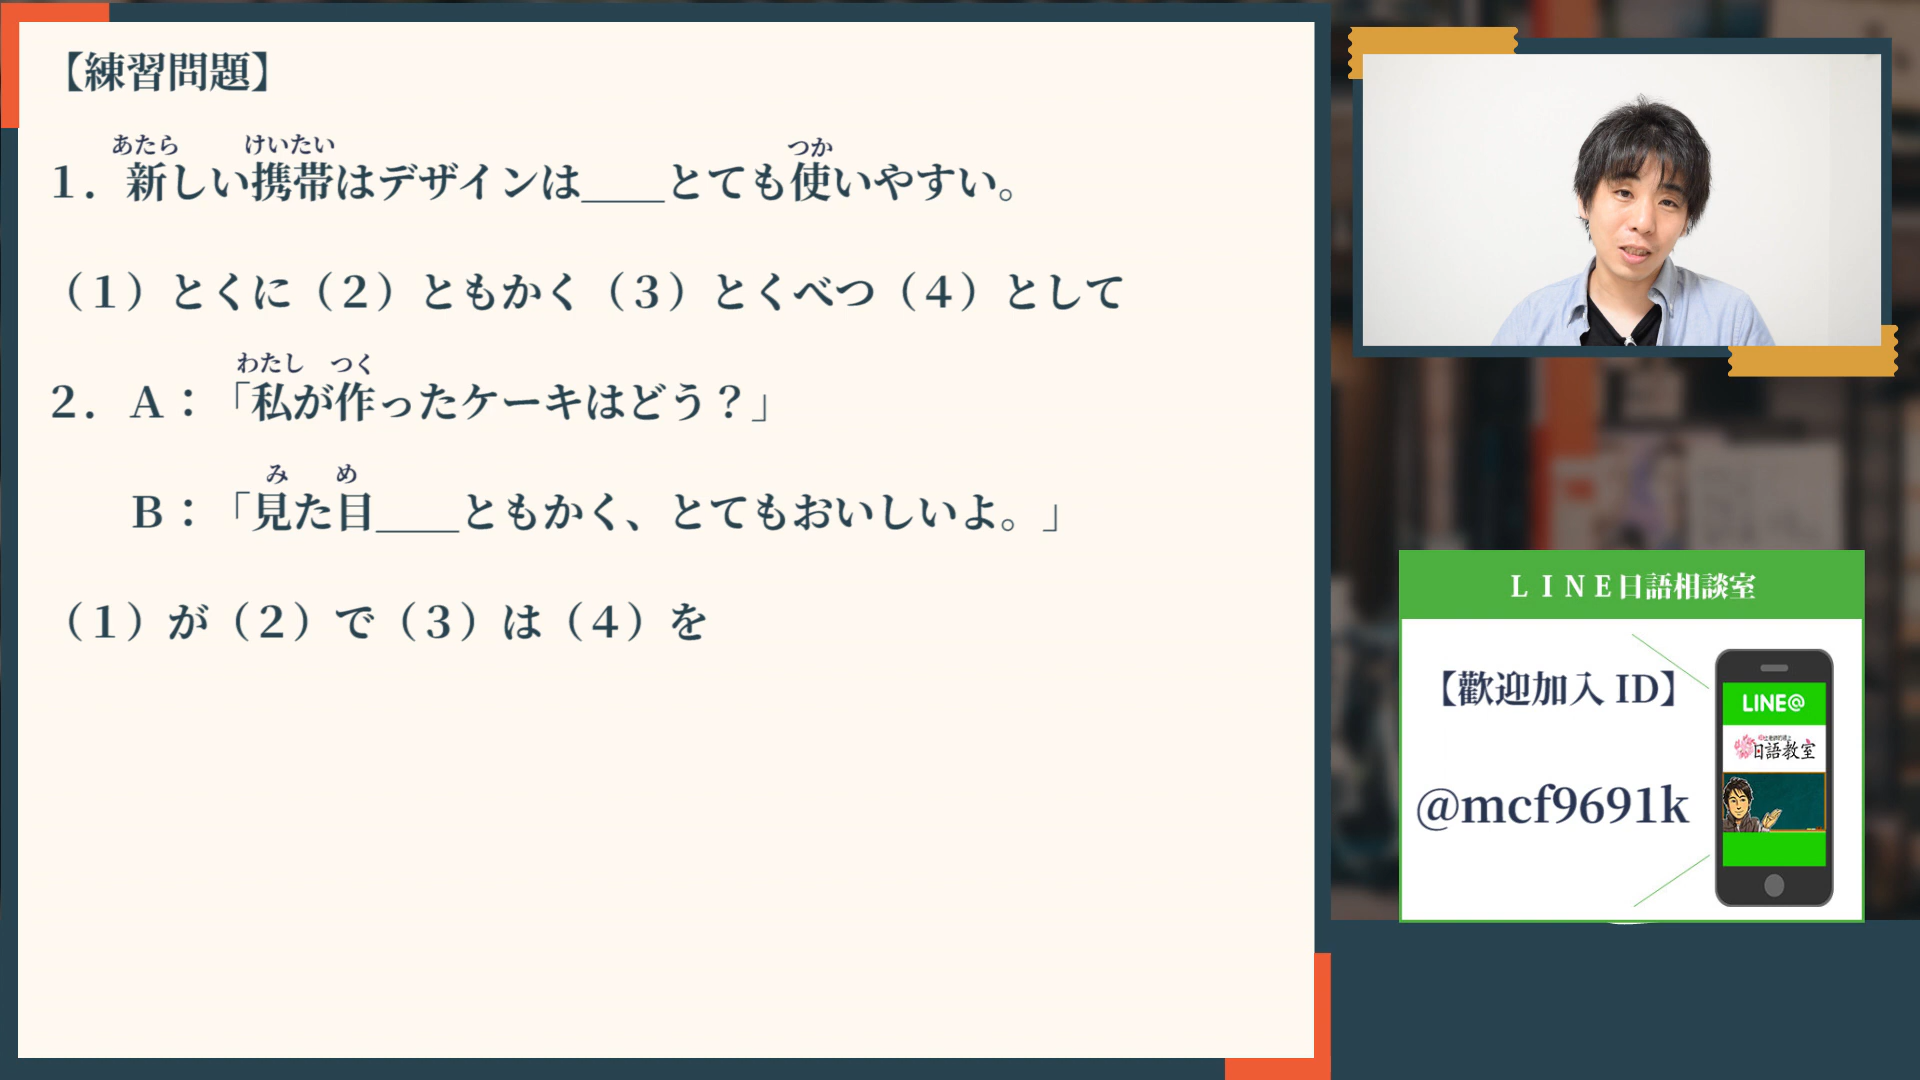 【練習問題】
あたら けいたい つか
１．新しい携帯はデザインは____とても使いやすい。
（１）とくに（２）ともかく（３）とくべつ（４）として
わたし つく
２．Ａ：「私が作ったケーキはどう？」
み め
Ｂ：「見た目____ともかく、とてもおいしいよ。」
（１）が（２）で（３）は（４）を
ＬＩＮＥ日語相談室
【歡迎加入 ID】
@mcf9691k
LINE@
日語教室